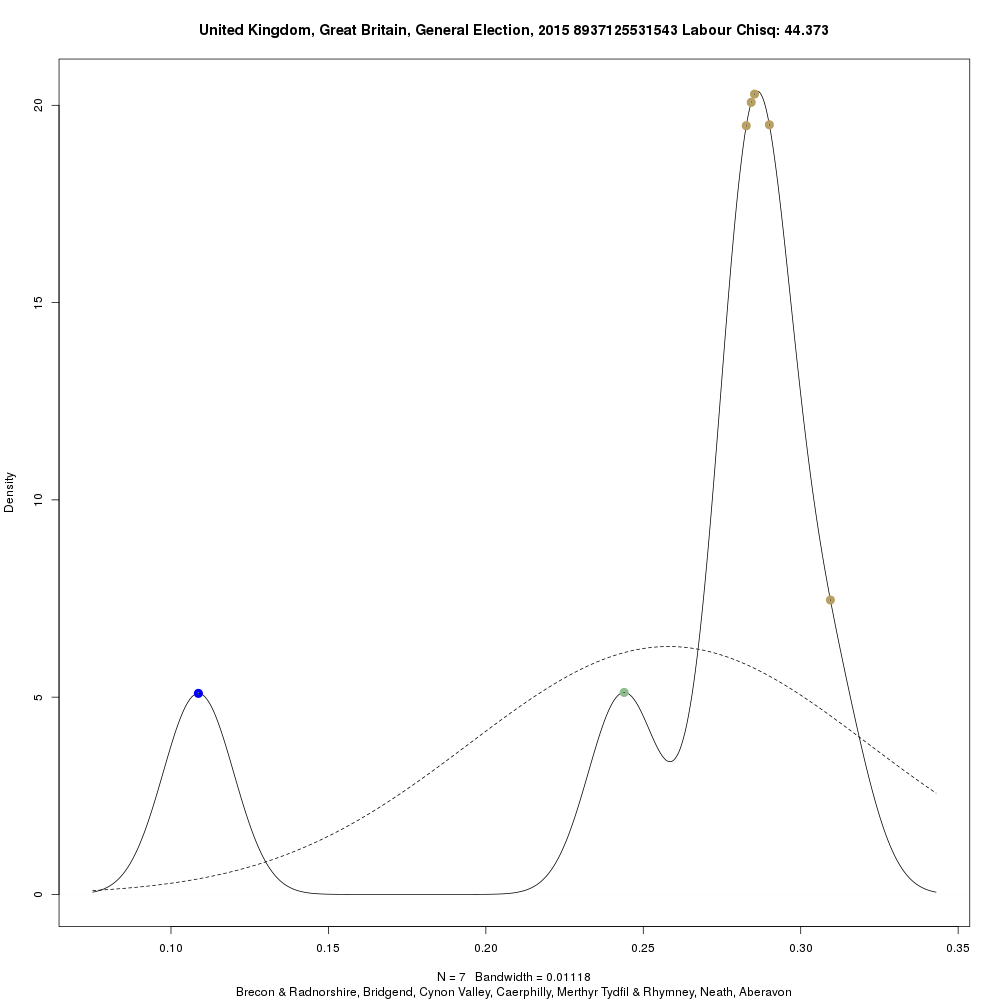 United Kingdom, Great Britain, General Election, 2015 8937125531543 Labour Chisq: 44.373
Density
20
15
10
5
0
0.10 0.15 0.20 0.25 0.30 0.35
N = 7 Bandwidth = 0.01118
Brecon & Radnorshire, Bridgend, Cynon Valley, Caerphilly, Merthyr Tydfil & Rhymney, Neath, Aberavon